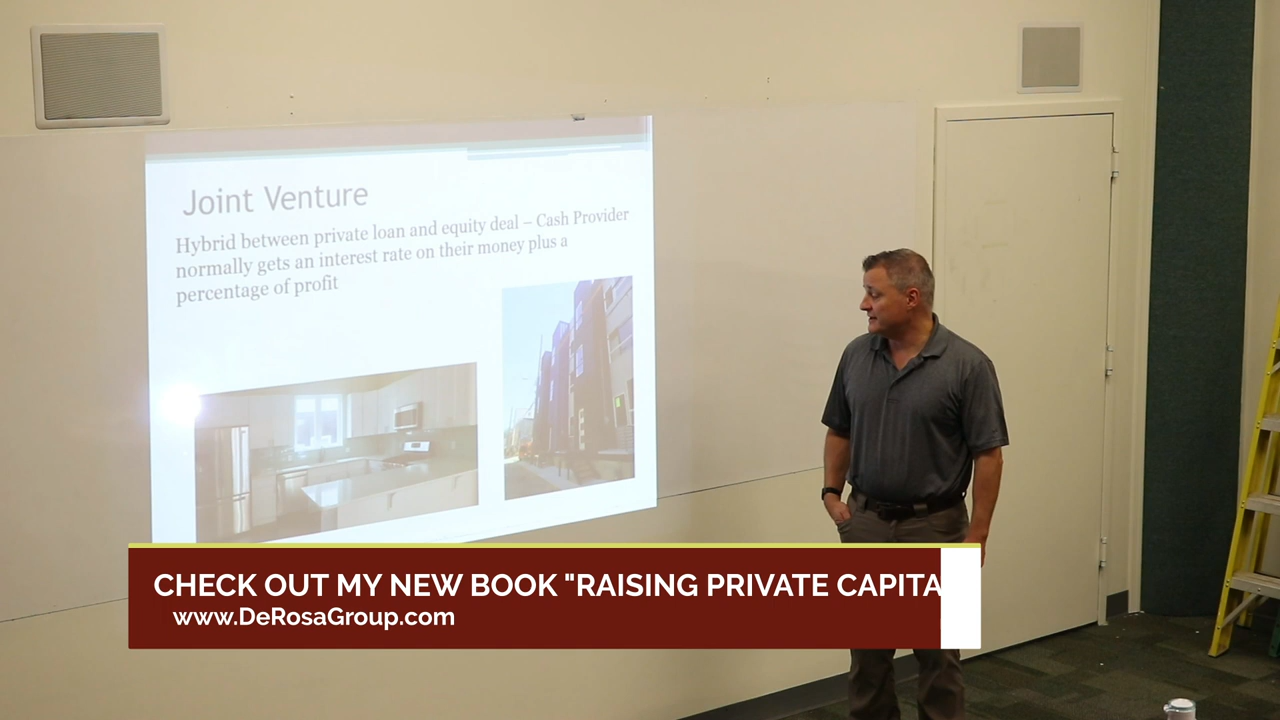 Joint Venture
Hybrid between private loan and equity deal – Cash Provider
normally gets an interest rate on their money plus a
percentage of profit
CHECK OUT MY NEW BOOK "RAISING PRIVATE CAPITA
www.DeRosaGroup.com